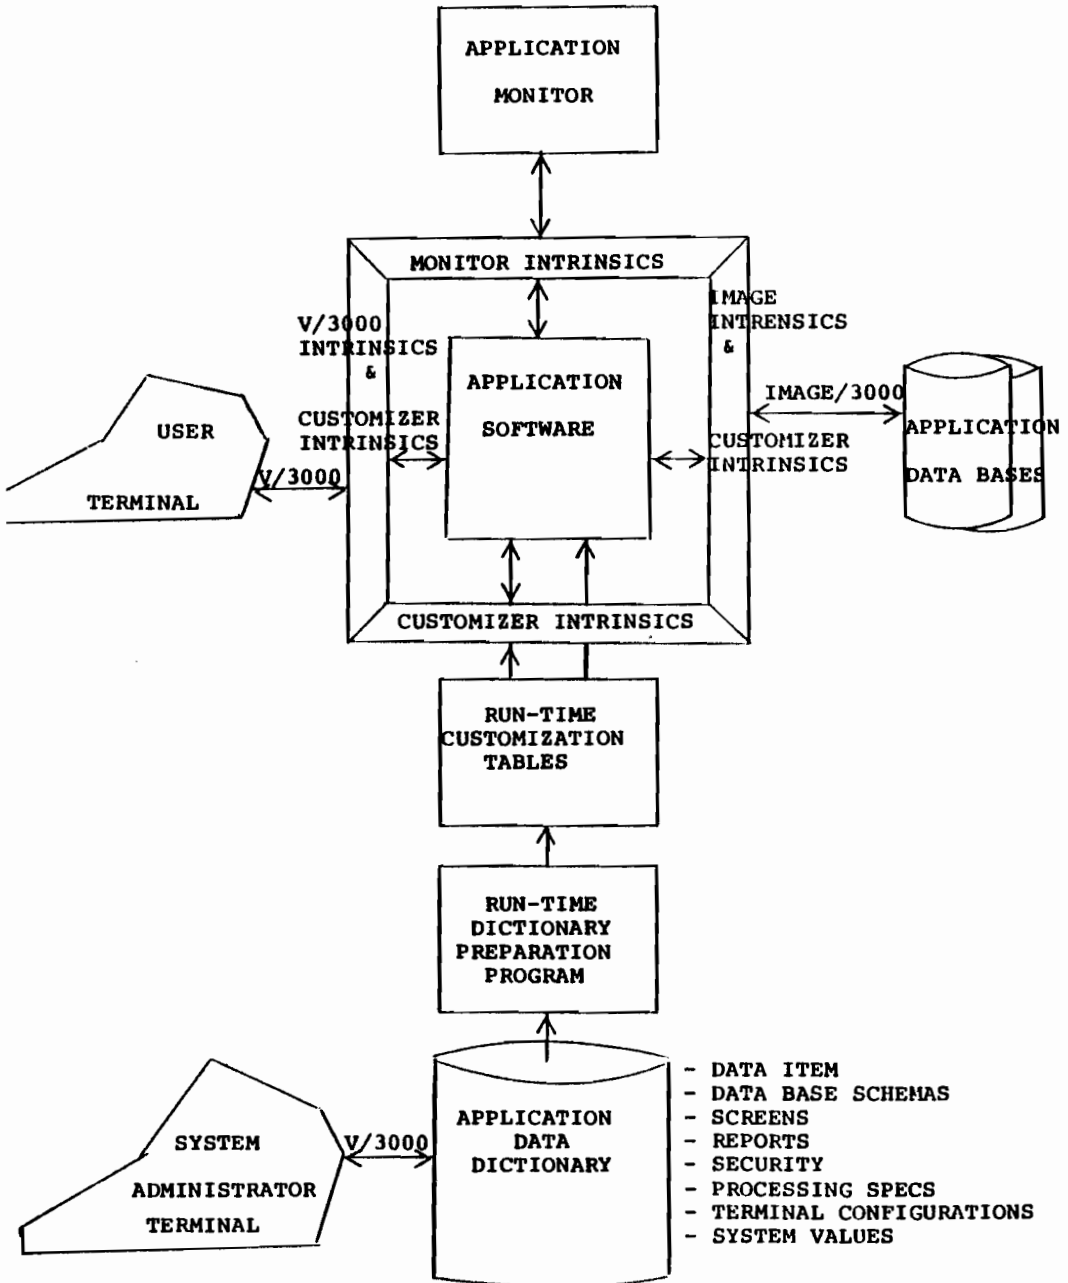 APPLICATION
MONITOR
MONITOR INTRINSICS
V/3000
INTRINSICS
&
CUSTOMIZER
INTRINSICS
IMAGE
INTRENSICS
&
CUSTOMIZER
INTRINSICS
APPLICATION
SOFTWARE
USER
TERMINAL
V/3000
IMAGE/3000
APPLICATION
DATA BASES
CUSTOMIZER INTRINSICS
RUN-TIME
CUSTOMIZATION
TABLES
RUN-TIME
DICTIONARY
PREPARATION
PROGRAM
SYSTEM
ADMINISTRATOR
TERMINAL
V/3000
APPLICATION
DATA
DICTIONARY
- DATA ITEM
- DATA BASE SCHEMAS
- SCREENS
- REPORTS
- SECURITY
- PROCESSING SPECS
- TERMINAL CONFIGURATIONS
- SYSTEM VALUES